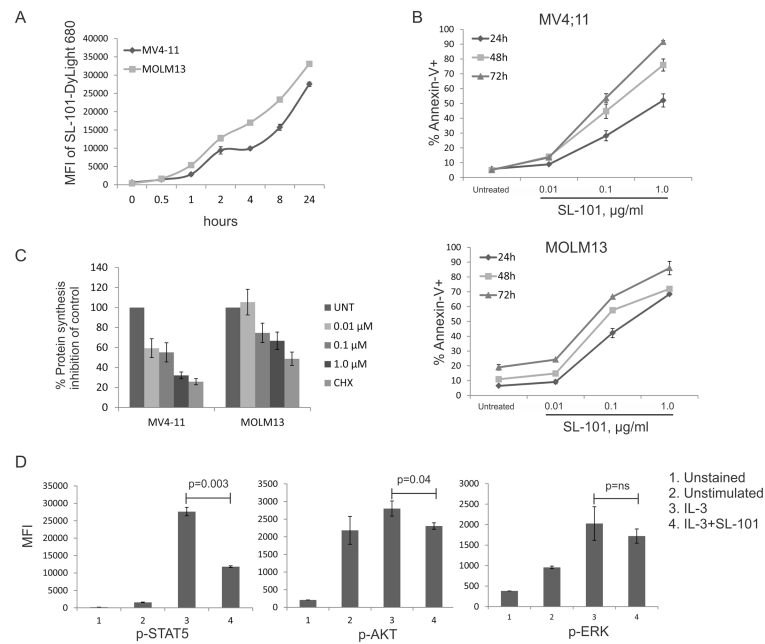 A
MFI of SL-101-DyLight 680
40000
35000
30000
25000
20000
15000
10000
5000
0
MV4-11
MOLM13
0 0.5 1 2 4 8 24
hours
B
MV4;11
% Annexin-V+
100
90
80
70
60
50
40
30
20
10
0
24h
48h
72h
Untreated 0.01 0.1 1.0
SL-101, µg/ml
MOLM13
% Annexin-V+
100
90
80
70
60
50
40
30
20
10
0
24h
48h
72h
Untreated 0.01 0.1 1.0
SL-101, µg/ml
C
% Protein synthesis
inhibition of control
140
120
100
80
60
40
20
0
MV4-11 MOLM13
UNT
0.01 µM
0.1 µM
1.0 µM
CHX
D
MFI
35000
30000
25000
20000
15000
10000
5000
0
p=0.003
1 2 3 4
p-STAT5
3500
3000
2500
2000
1500
1000
500
0
p=0.04
1 2 3 4
p-AKT
3000
2500
2000
1500
1000
500
0
p=ns
1 2 3 4
p-ERK
1. Unstained
2. Unstimulated
3. IL-3
4. IL-3+SL-101